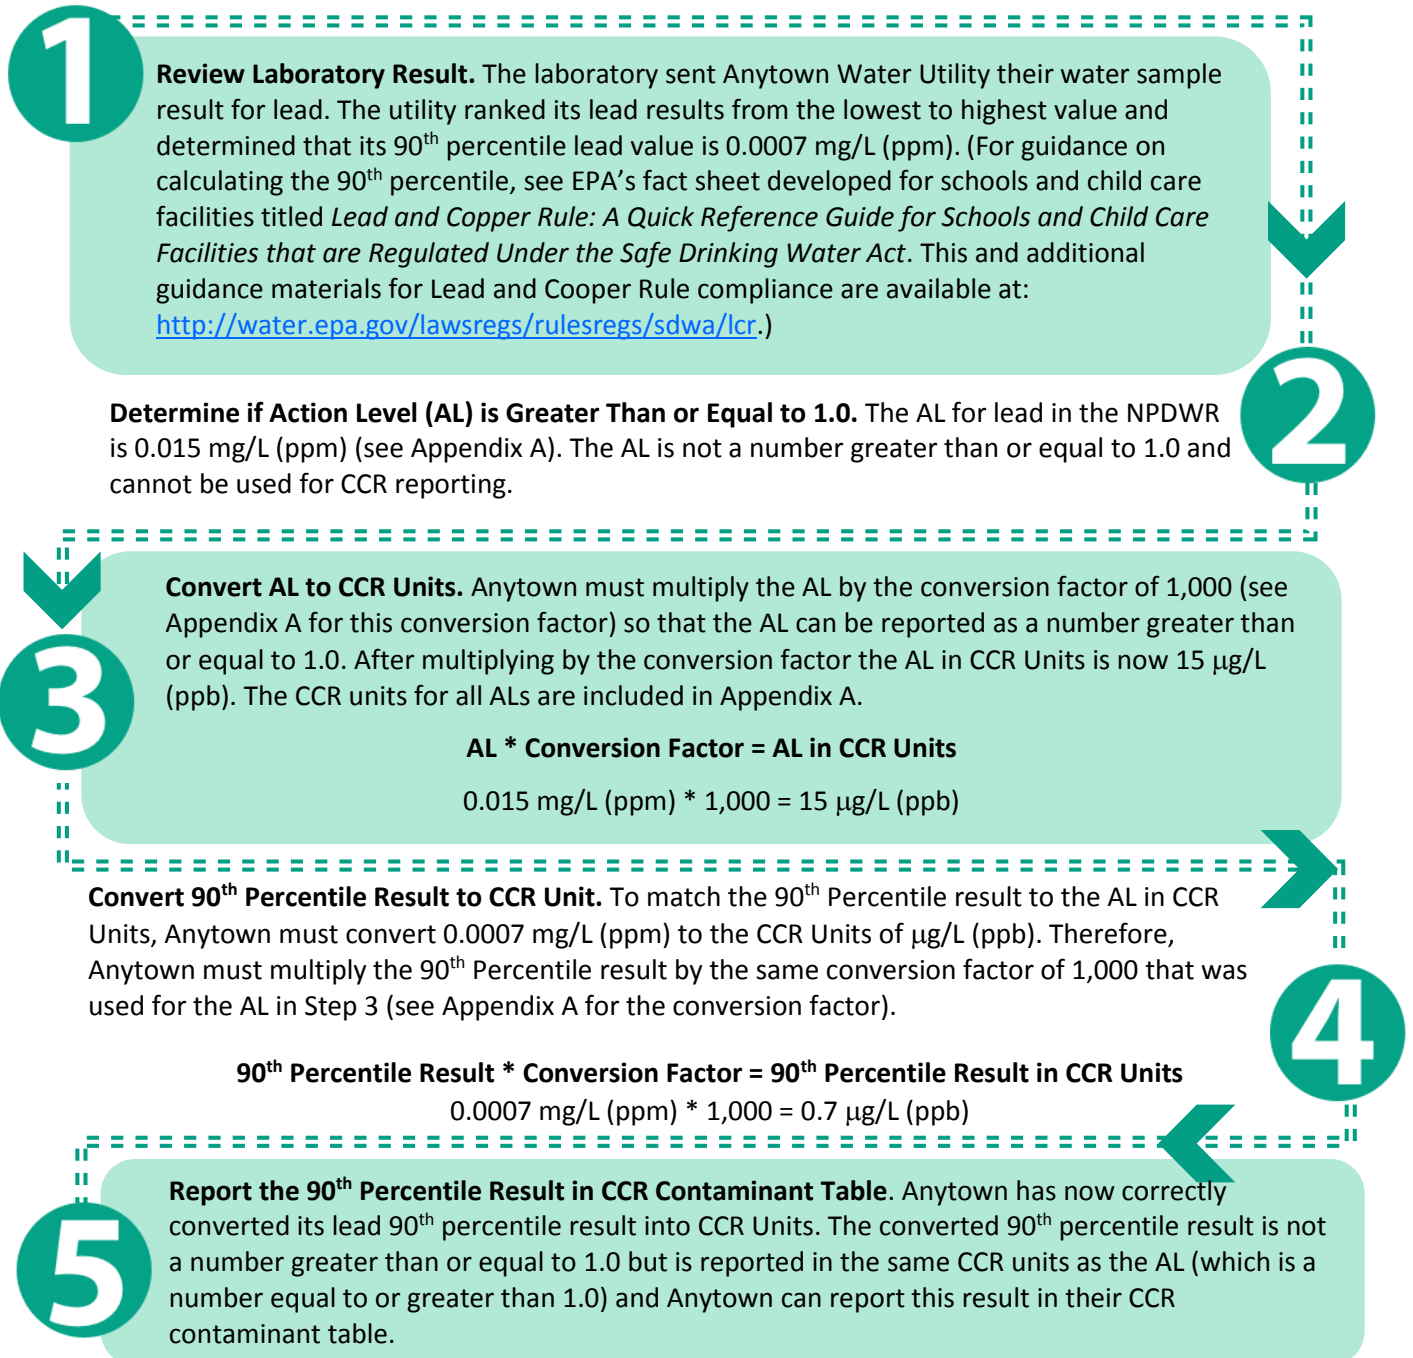 1
Review Laboratory Result. The laboratory sent Anytown Water Utility their water sample
result for lead. The utility ranked its lead results from the lowest to highest value and
determined that its 90th percentile lead value is 0.0007 mg/L (ppm). (For guidance on
calculating the 90th percentile, see EPA’s fact sheet developed for schools and child care
facilities titled Lead and Copper Rule: A Quick Reference Guide for Schools and Child Care
Facilities that are Regulated Under the Safe Drinking Water Act. This and additional
guidance materials for Lead and Cooper Rule compliance are available at:
http://water.epa.gov/lawsregs/rulesregs/sdwa/lcr.)
2
Determine if Action Level (AL) is Greater Than or Equal to 1.0. The AL for lead in the NPDWR
is 0.015 mg/L (ppm) (see Appendix A). The AL is not a number greater than or equal to 1.0 and
cannot be used for CCR reporting.
3
Convert AL to CCR Units. Anytown must multiply the AL by the conversion factor of 1,000 (see
Appendix A for this conversion factor) so that the AL can be reported as a number greater than
or equal to 1.0. After multiplying by the conversion factor the AL in CCR Units is now 15 µg/L
(ppb). The CCR units for all ALs are included in Appendix A.
AL * Conversion Factor = AL in CCR Units
0.015 mg/L (ppm) * 1,000 = 15 µg/L (ppb)
4
Convert 90th Percentile Result to CCR Unit. To match the 90th Percentile result to the AL in CCR
Units, Anytown must convert 0.0007 mg/L (ppm) to the CCR Units of µg/L (ppb). Therefore,
Anytown must multiply the 90th Percentile result by the same conversion factor of 1,000 that was
used for the AL in Step 3 (see Appendix A for the conversion factor).
90th Percentile Result * Conversion Factor = 90th Percentile Result in CCR Units
0.0007 mg/L (ppm) * 1,000 = 0.7 µg/L (ppb)
5
Report the 90th Percentile Result in CCR Contaminant Table. Anytown has now correctly
converted its lead 90th percentile result into CCR Units. The converted 90th percentile result is not
a number greater than or equal to 1.0 but is reported in the same CCR units as the AL (which is a
number equal to or greater than 1.0) and Anytown can report this result in their CCR
contaminant table.